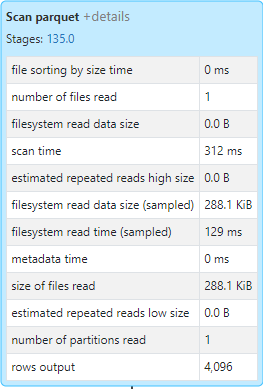 Scan parquet +details
Stages: 135.0
file sorting by size time 0 ms
number of files read 1
filesystem read data size 0.0 B
scan time 312 ms
estimated repeated reads high size 0.0 B
filesystem read data size (sampled) 288.1 KiB
filesystem read time (sampled) 129 ms
metadata time 0 ms
size of files read 288.1 KiB
estimated repeated reads low size 0.0 B
number of partitions read 1
rows output 4,096